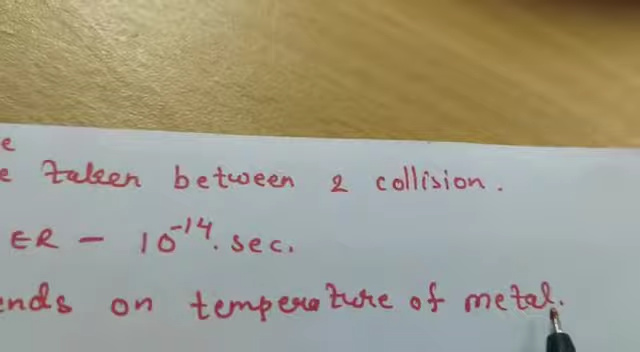 e
e taken between 2 collision.
ER - 10⁻¹⁴. sec.
ends on temperature of metal.